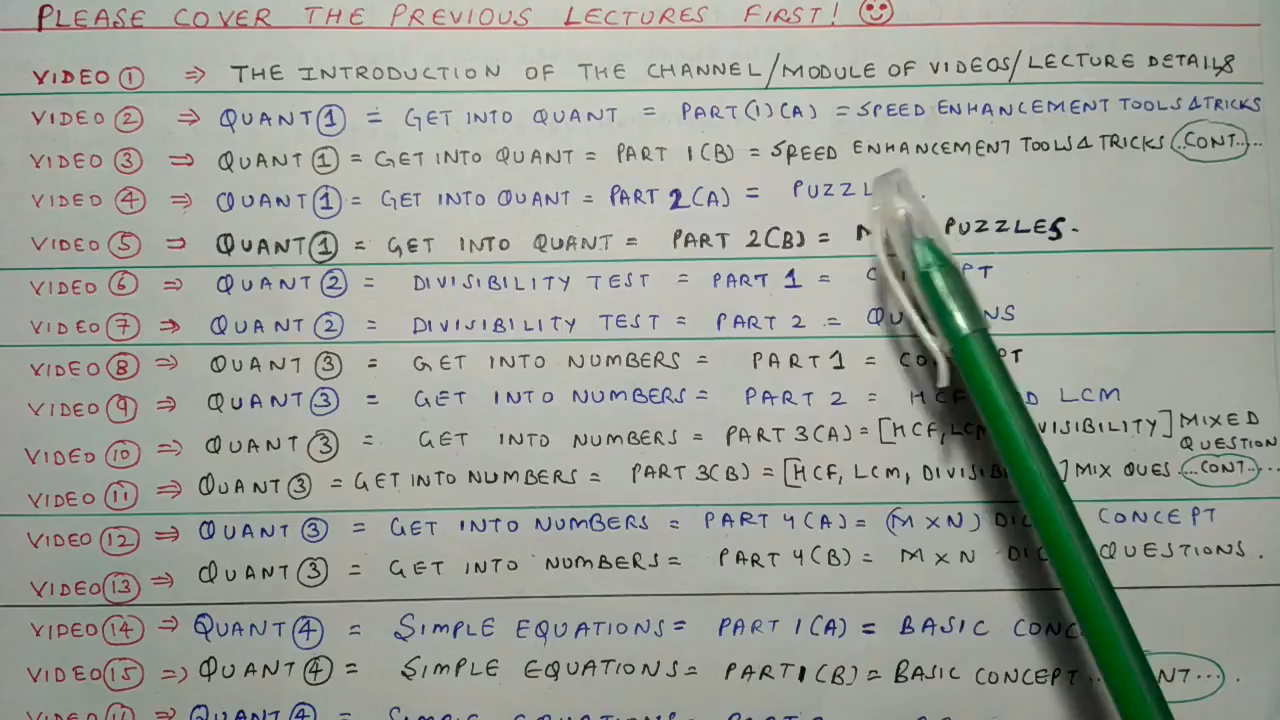 PLEASE COVER THE PREVIOUS LECTURES FIRST!
VIDEO 1 ⇒ THE INTRODUCTION OF THE CHANNEL/MODULE OF VIDEOS/LECTURE DETAILS
VIDEO 2 ⇒ QUANT 1 = GET INTO QUANT = PART(1)(A) = SPEED ENHANCEMENT TOOLS & TRICKS
VIDEO 3 ⇒ QUANT 1 = GET INTO QUANT = PART 1(B) = SPEED ENHANCEMENT TOOLS & TRICKS ..CONT....
VIDEO 4 ⇒ QUANT 1 = GET INTO QUANT = PART 2(A) =
VIDEO 5 ⇒ QUANT 1 = GET INTO QUANT = PART 2(B) = PUZZLES.
VIDEO 6 ⇒ QUANT 2 = DIVISIBILITY TEST = PART 1 =
VIDEO 7 ⇒ QUANT 2 = DIVISIBILITY TEST = PART 2 =
VIDEO 8 ⇒ QUANT 3 = GET INTO NUMBERS = PART 1 =
VIDEO 9 ⇒ QUANT 3 = GET INTO NUMBERS = PART 2 = HCF LCM
VIDEO 10 ⇒ QUANT 3 = GET INTO NUMBERS = PART 3(A) = [HCF, ] MIXED
QUESTION
VIDEO 11 ⇒ QUANT 3 = GET INTO NUMBERS = PART 3(B) = [HCF, LCM, ] MIX QUES ...CONT....
VIDEO 12 ⇒ QUANT 3 = GET INTO NUMBERS = PART 4(A) = (M×N) CONCEPT
VIDEO 13 ⇒ QUANT 3 = GET INTO NUMBERS = PART 4(B) = M×N QUESTIONS.
VIDEO 14 ⇒ QUANT 4 = SIMPLE EQUATIONS = PART 1(A) = BASIC
VIDEO 15 ⇒ QUANT 4 = SIMPLE EQUATIONS = PART 1(B) = BASIC CONCEPT